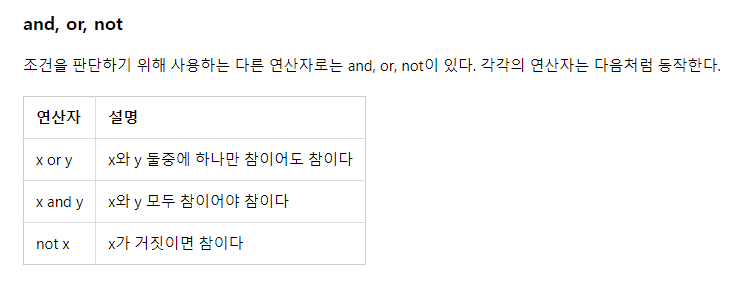 and, or, not
조건을 판단하기 위해 사용하는 다른 연산자로는 and, or, not이 있다. 각각의 연산자는 다음처럼 동작한다.
연산자 설명
x or y x와 y 둘중에 하나만 참이어도 참이다
x and y x와 y 모두 참이어야 참이다
not x x가 거짓이면 참이다